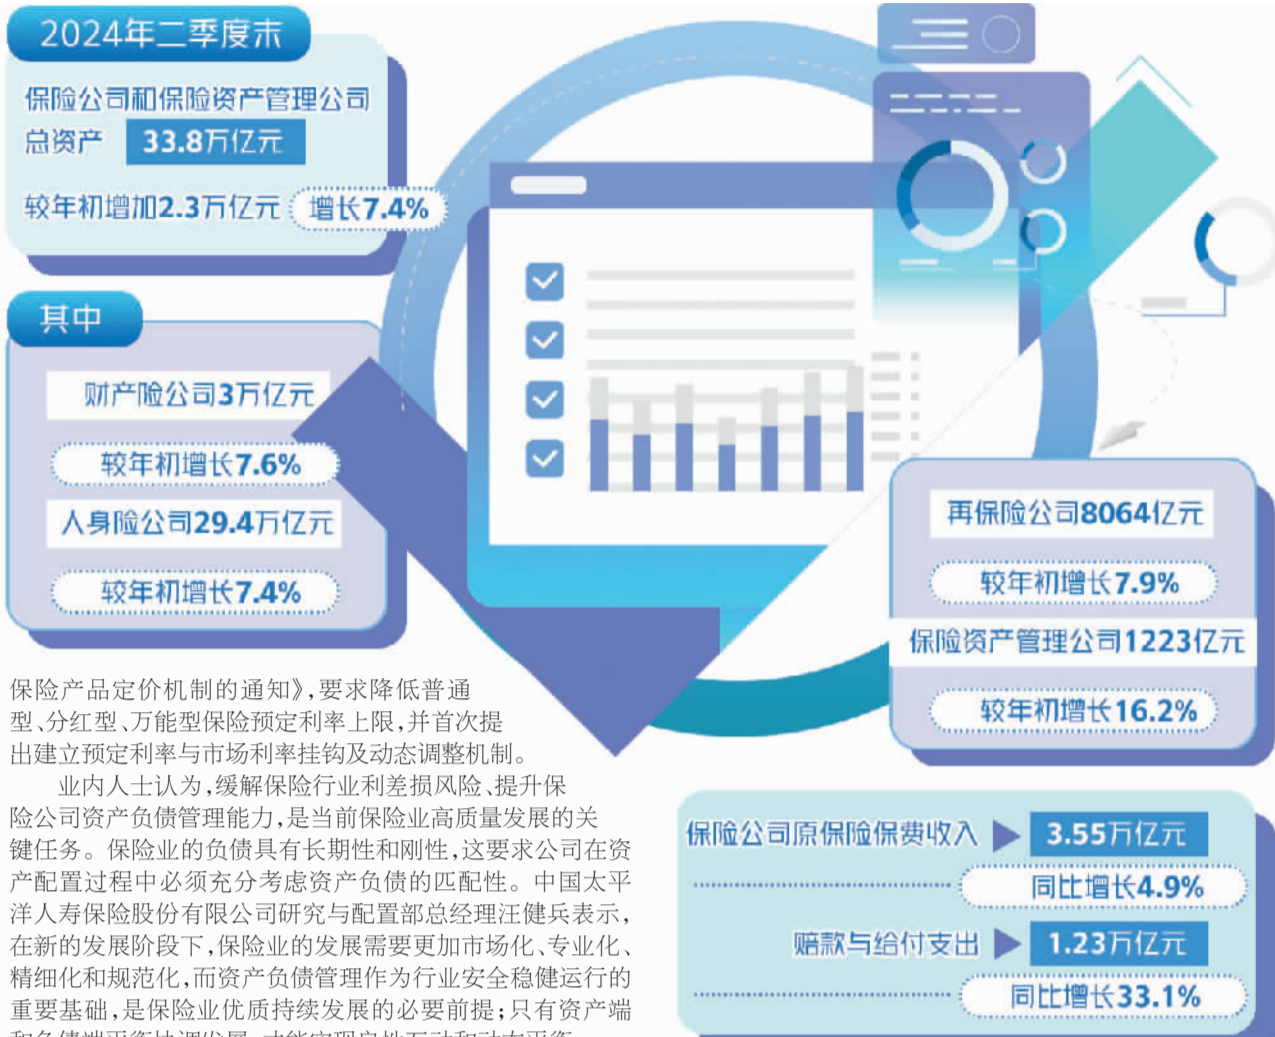 2024年二季度末
保险公司和保险资产管理公司
总资产 33.8万亿元
较年初增加2.3万亿元 增长7.4%
其中
财产险公司3万亿元
较年初增长7.6%
人身险公司29.4万亿元
较年初增长7.4%
再保险公司8064亿元
较年初增长7.9%
保险资产管理公司1223亿元
较年初增长16.2%
保险公司原保险保费收入 3.55万亿元
同比增长4.9%
赔款与给付支出 1.23万亿元
同比增长33.1%
保险产品定价机制的通知》,要求降低普通
型、分红型、万能型保险预定利率上限,并首次提
出建立预定利率与市场利率挂钩及动态调整机制。
业内人士认为,缓解保险行业利差损风险、提升保
险公司资产负债管理能力,是当前保险业高质量发展的关
键任务。保险业的负债具有长期性和刚性,这要求公司在资
产配置过程中必须充分考虑资产负债的匹配性。中国太平
洋人寿保险股份有限公司研究与配置部总经理汪健兵表示,
在新的发展阶段下,保险业的发展需要更加市场化、专业化、
精细化和规范化,而资产负债管理作为行业安全稳健运行的
重要基础,是保险业优质持续发展的必要前提;只有资产端